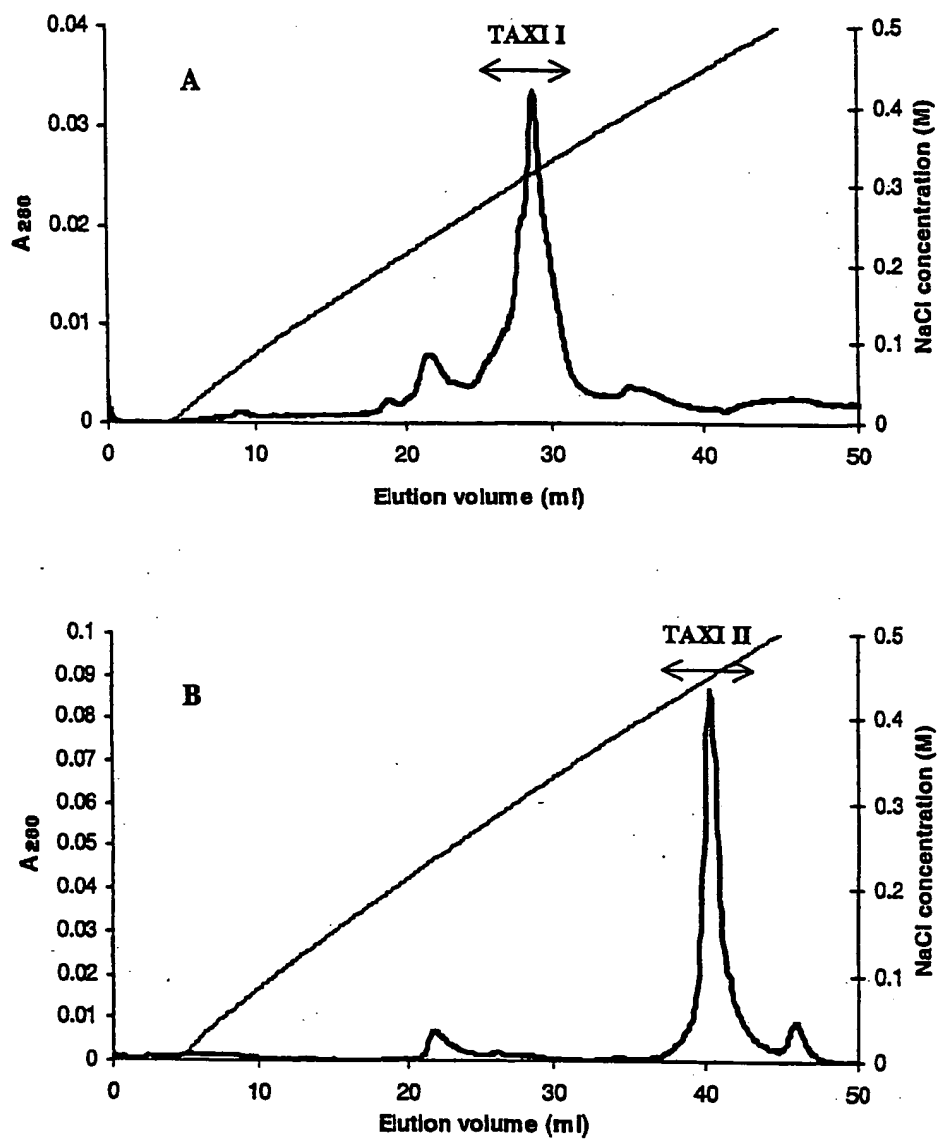 TAXI I
A
0.04
0.03
0.02
0.01
0
A280
0.5
0.4
0.3
0.2
0.1
0
NaCl concentration (M)
0 10 20 30 40 50
Elution volume (ml)
TAXI II
B
0.1
0.09
0.08
0.07
0.06
0.05
0.04
0.03
0.02
0.01
0
A280
0.5
0.4
0.3
0.2
0.1
0
NaCl concentration (M)
0 10 20 30 40 50
Elution volume (ml)